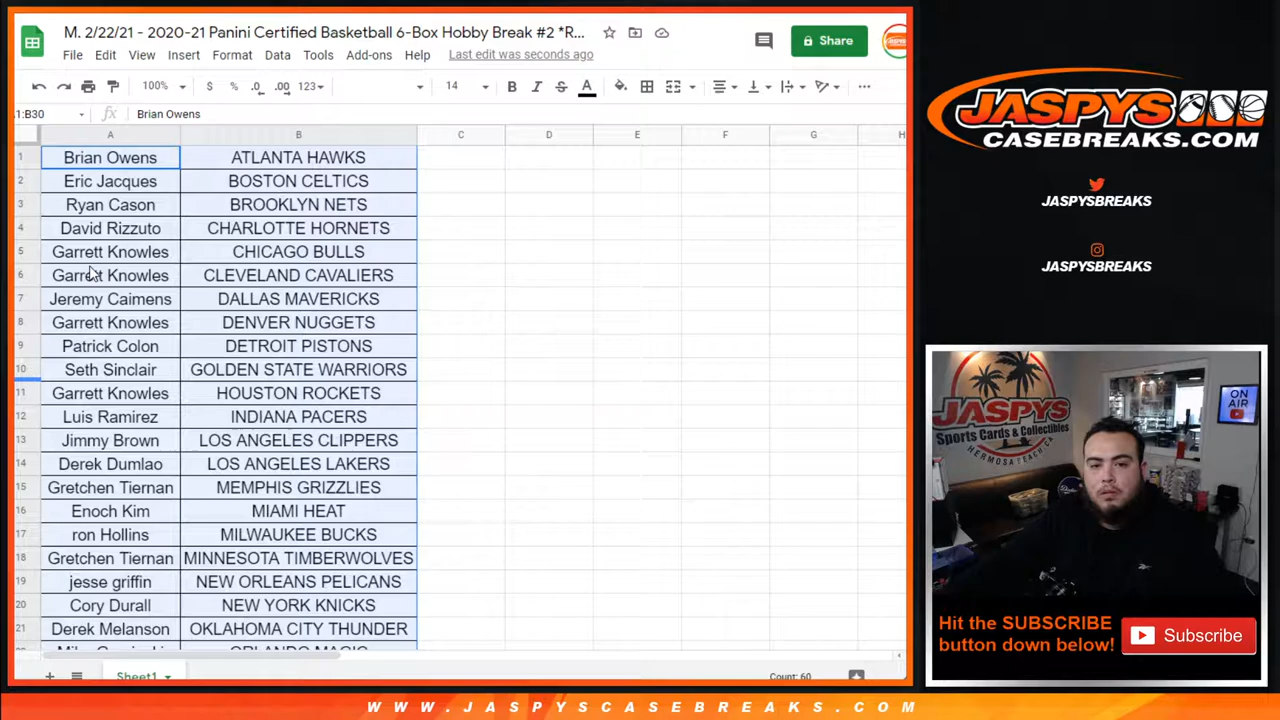 M. 2/22/21 - 2020-21 Panini Certified Basketball 6-Box Hobby Break #2 *R...
File Edit View Insert Format Data Tools Add-ons Help Last edit was seconds ago
Share
100% $ % .0 .00 123 14 B I S A
A1:B30 fx Brian Owens
A B C D E F G H
1 Brian Owens ATLANTA HAWKS
2 Eric Jacques BOSTON CELTICS
3 Ryan Cason BROOKLYN NETS
4 David Rizzuto CHARLOTTE HORNETS
5 Garrett Knowles CHICAGO BULLS
6 Garrett Knowles CLEVELAND CAVALIERS
7 Jeremy Caimens DALLAS MAVERICKS
8 Garrett Knowles DENVER NUGGETS
9 Patrick Colon DETROIT PISTONS
10 Seth Sinclair GOLDEN STATE WARRIORS
11 Garrett Knowles HOUSTON ROCKETS
12 Luis Ramirez INDIANA PACERS
13 Jimmy Brown LOS ANGELES CLIPPERS
14 Derek Dumlao LOS ANGELES LAKERS
15 Gretchen Tiernan MEMPHIS GRIZZLIES
16 Enoch Kim MIAMI HEAT
17 ron Hollins MILWAUKEE BUCKS
18 Gretchen Tiernan MINNESOTA TIMBERWOLVES
19 jesse griffin NEW ORLEANS PELICANS
20 Cory Durall NEW YORK KNICKS
21 Derek Melanson OKLAHOMA CITY THUNDER
ORLANDO MAGIC
Sheet1 Count: 60
JASPYS
CASEBREAKS.COM
JASPYSBREAKS
JASPYSBREAKS
JASPYS
Sports Cards & Collectibles
HERMOSA BEACH CA
ON
AIR
Hit the SUBSCRIBE
button down below!
Subscribe
WWW.JASPYSCASEBREAKS.COM